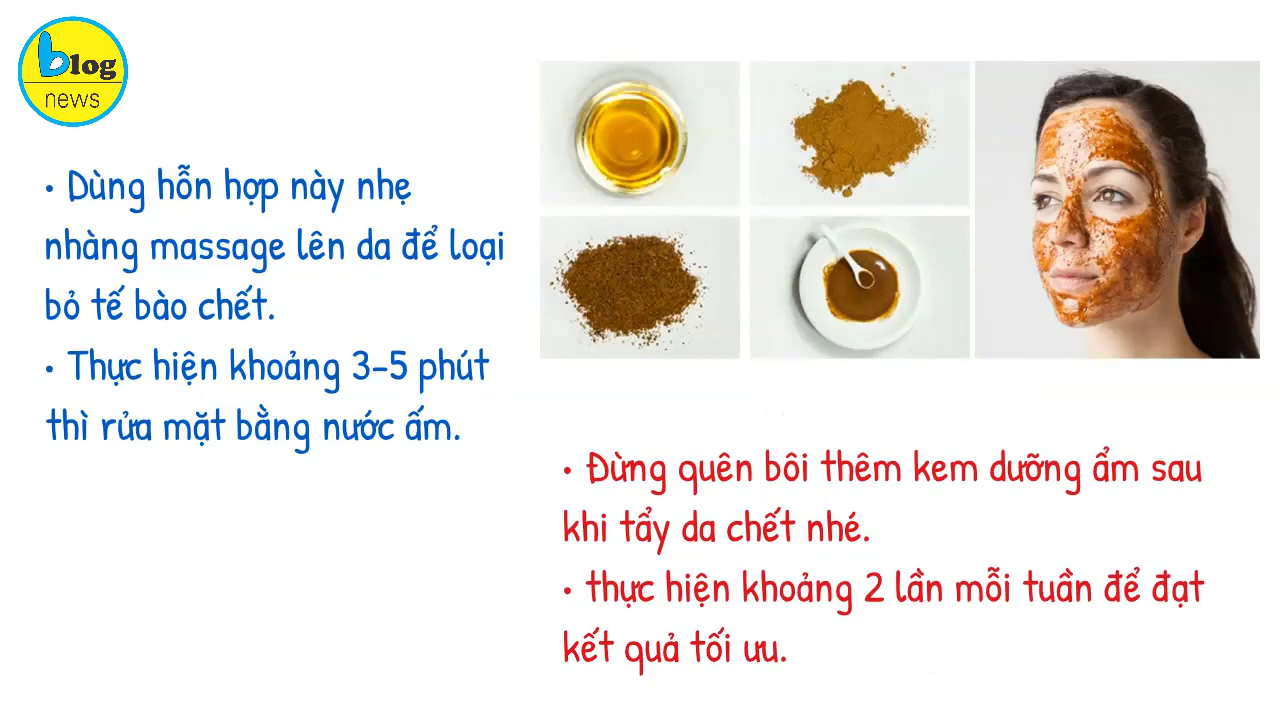 blog
news
• Dùng hỗn hợp này nhẹ
nhàng massage lên da để loại
bỏ tế bào chết.
• Thực hiện khoảng 3-5 phút
thì rửa mặt bằng nước ấm.
• Đừng quên bôi thêm kem dưỡng ẩm sau
khi tẩy da chết nhé.
• thực hiện khoảng 2 lần mỗi tuần để đạt
kết quả tối ưu.